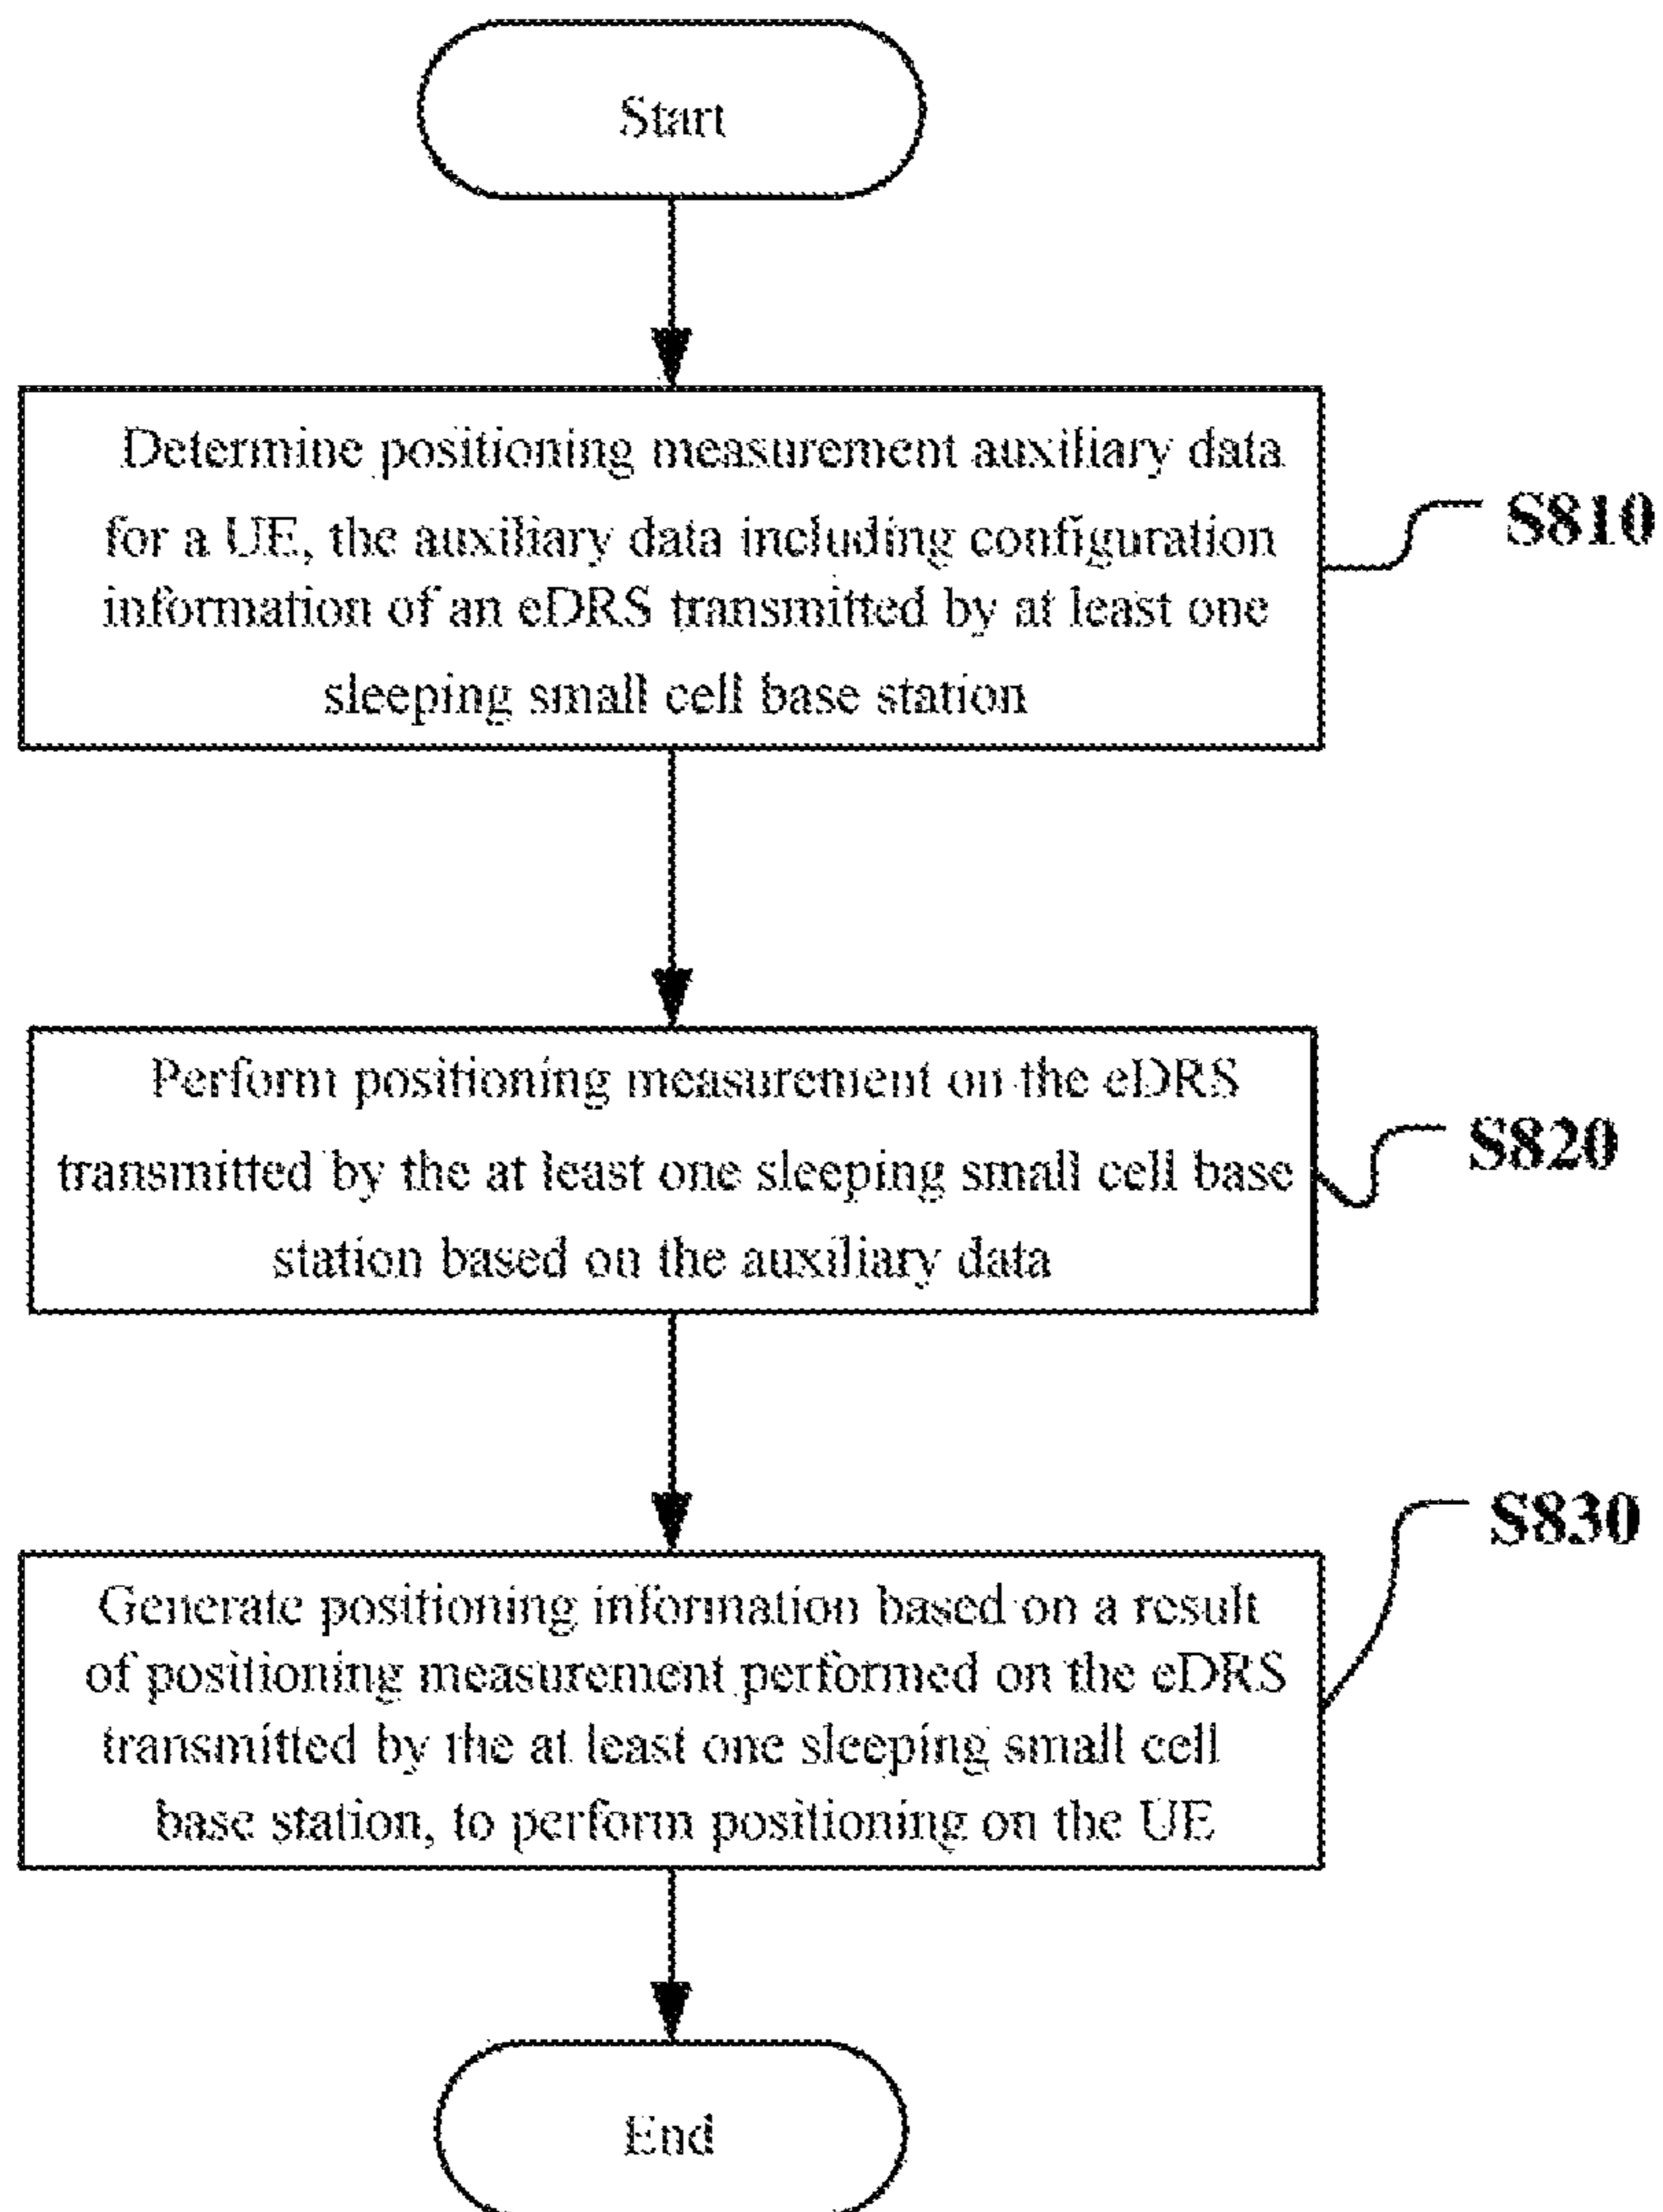 Start
Determine positioning measurement auxiliary data
for a UE, the auxiliary data including configuration
information of an eDRS transmitted by at least one
sleeping small cell base station
S810
Perform positioning measurement on the eDRS
transmitted by the at least one sleeping small cell base
station based on the auxiliary data
S820
Generate positioning information based on a result
of positioning measurement performed on the eDRS
transmitted by the at least one sleeping small cell
base station, to perform positioning on the UE
S830
End